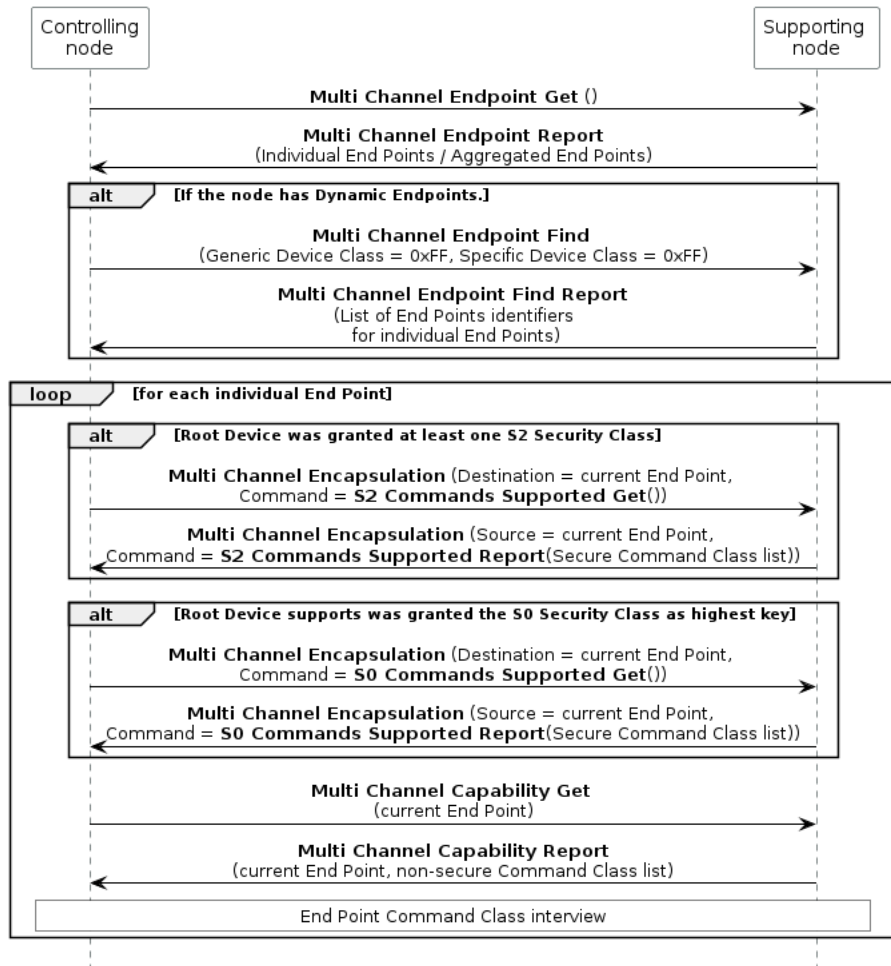 Controlling
node
Supporting
node
Multi Channel Endpoint Get ()
Multi Channel Endpoint Report
(Individual End Points / Aggregated End Points)
alt [If the node has Dynamic Endpoints.]
Multi Channel Endpoint Find
(Generic Device Class = 0xFF, Specific Device Class = 0xFF)
Multi Channel Endpoint Find Report
(List of End Points identifiers
for individual End Points)
loop [for each individual End Point]
alt [Root Device was granted at least one S2 Security Class]
Multi Channel Encapsulation (Destination = current End Point,
Command = S2 Commands Supported Get())
Multi Channel Encapsulation (Source = current End Point,
Command = S2 Commands Supported Report(Secure Command Class list))
alt [Root Device supports was granted the S0 Security Class as highest key]
Multi Channel Encapsulation (Destination = current End Point,
Command = S0 Commands Supported Get())
Multi Channel Encapsulation (Source = current End Point,
Command = S0 Commands Supported Report(Secure Command Class list))
Multi Channel Capability Get
(current End Point)
Multi Channel Capability Report
(current End Point, non-secure Command Class list)
End Point Command Class interview